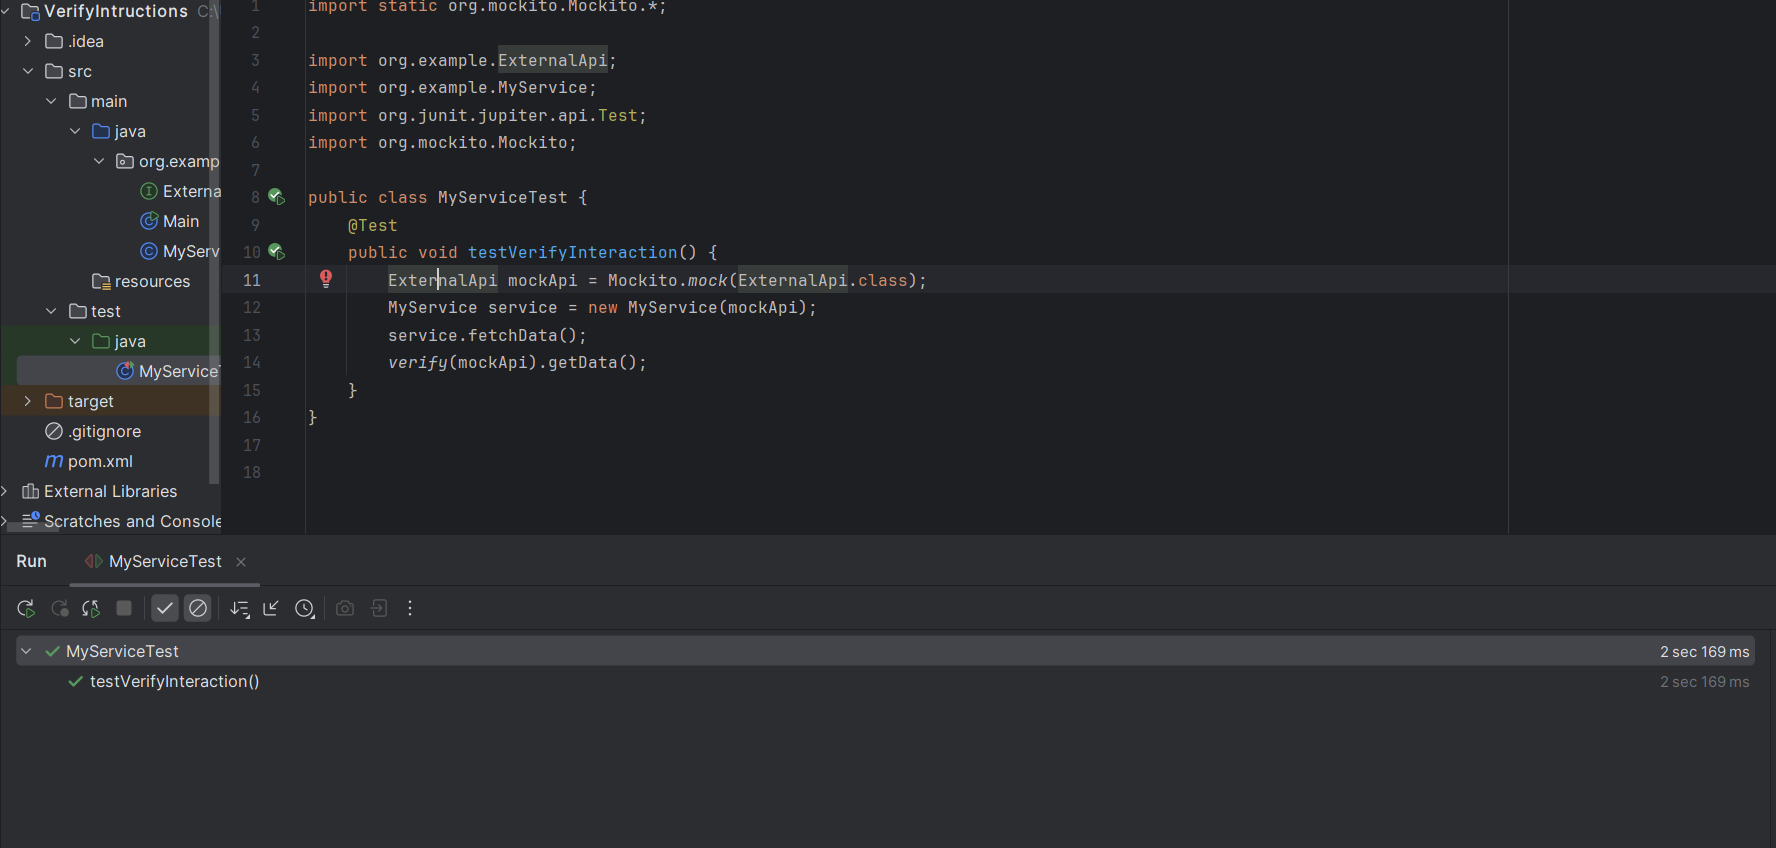 VerifyIntructions C:\
.idea
src
main
java
org.examp
Externa
Main
MyServ
resources
test
java
MyServiceT
target
.gitignore
pom.xml
External Libraries
Scratches and Console
1 import static org.mockito.Mockito.*;
2
3 import org.example.ExternalApi;
4 import org.example.MyService;
5 import org.junit.jupiter.api.Test;
6 import org.mockito.Mockito;
7
8 public class MyServiceTest {
9 @Test
10 public void testVerifyInteraction() {
11 ExternalApi mockApi = Mockito.mock(ExternalApi.class);
12 MyService service = new MyService(mockApi);
13 service.fetchData();
14 verify(mockApi).getData();
15 }
16 }
17
18
Run MyServiceTest
MyServiceTest 2 sec 169 ms
testVerifyInteraction() 2 sec 169 ms